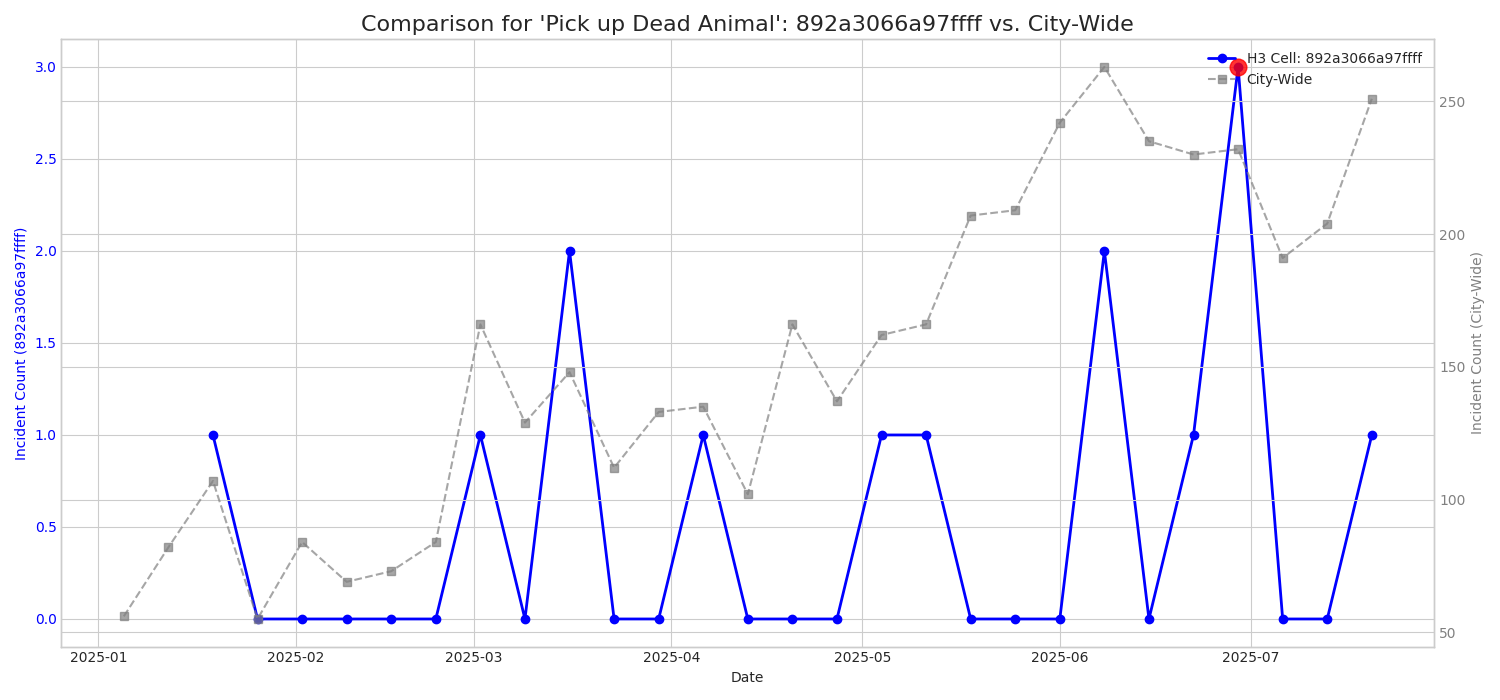 Comparison for 'Pick up Dead Animal': 892a3066a97ffff vs. City-Wide
H3 Cell: 892a3066a97ffff
City-Wide
Incident Count (892a3066a97ffff)
3.0
2.5
2.0
1.5
1.0
0.5
0.0
250
200
150
100
50
Incident Count (City-Wide)
2025-01 2025-02 2025-03 2025-04 2025-05 2025-06 2025-07
Date